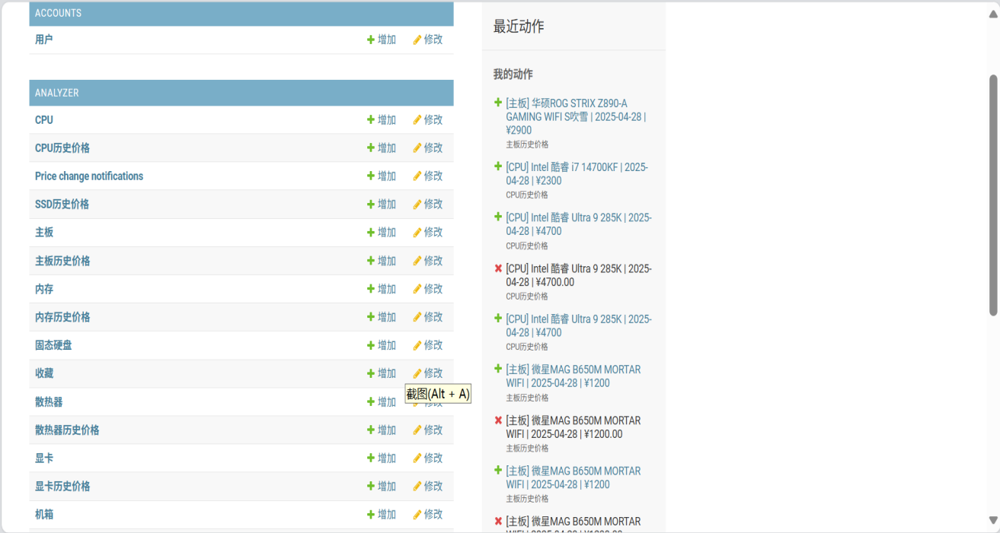 ACCOUNTS
用户 增加 修改
ANALYZER
CPU 增加 修改
CPU历史价格 增加 修改
Price change notifications 增加 修改
SSD历史价格 增加 修改
主板 增加 修改
主板历史价格 增加 修改
内存 增加 修改
内存历史价格 增加 修改
固态硬盘 增加 修改
收藏 增加 修改
截图(Alt + A)
散热器 增加
散热器历史价格 增加 修改
显卡 增加 修改
显卡历史价格 增加 修改
机箱 增加 修改
最近动作
我的动作
[主板] 华硕ROG STRIX Z890-A
GAMING WIFI S吹雪 | 2025-04-28 |
¥2900
主板历史价格
[CPU] Intel 酷睿 i7 14700KF | 2025-
04-28 | ¥2300
CPU历史价格
[CPU] Intel 酷睿 Ultra 9 285K | 2025-
04-28 | ¥4700
CPU历史价格
[CPU] Intel 酷睿 Ultra 9 285K | 2025-
04-28 | ¥4700.00
CPU历史价格
[CPU] Intel 酷睿 Ultra 9 285K | 2025-
04-28 | ¥4700
CPU历史价格
[主板] 微星MAG B650M MORTAR
WIFI | 2025-04-28 | ¥1200
主板历史价格
[主板] 微星MAG B650M MORTAR
WIFI | 2025-04-28 | ¥1200.00
主板历史价格
[主板] 微星MAG B650M MORTAR
WIFI | 2025-04-28 | ¥1200
主板历史价格
[主板] 微星MAG B650M MORTAR